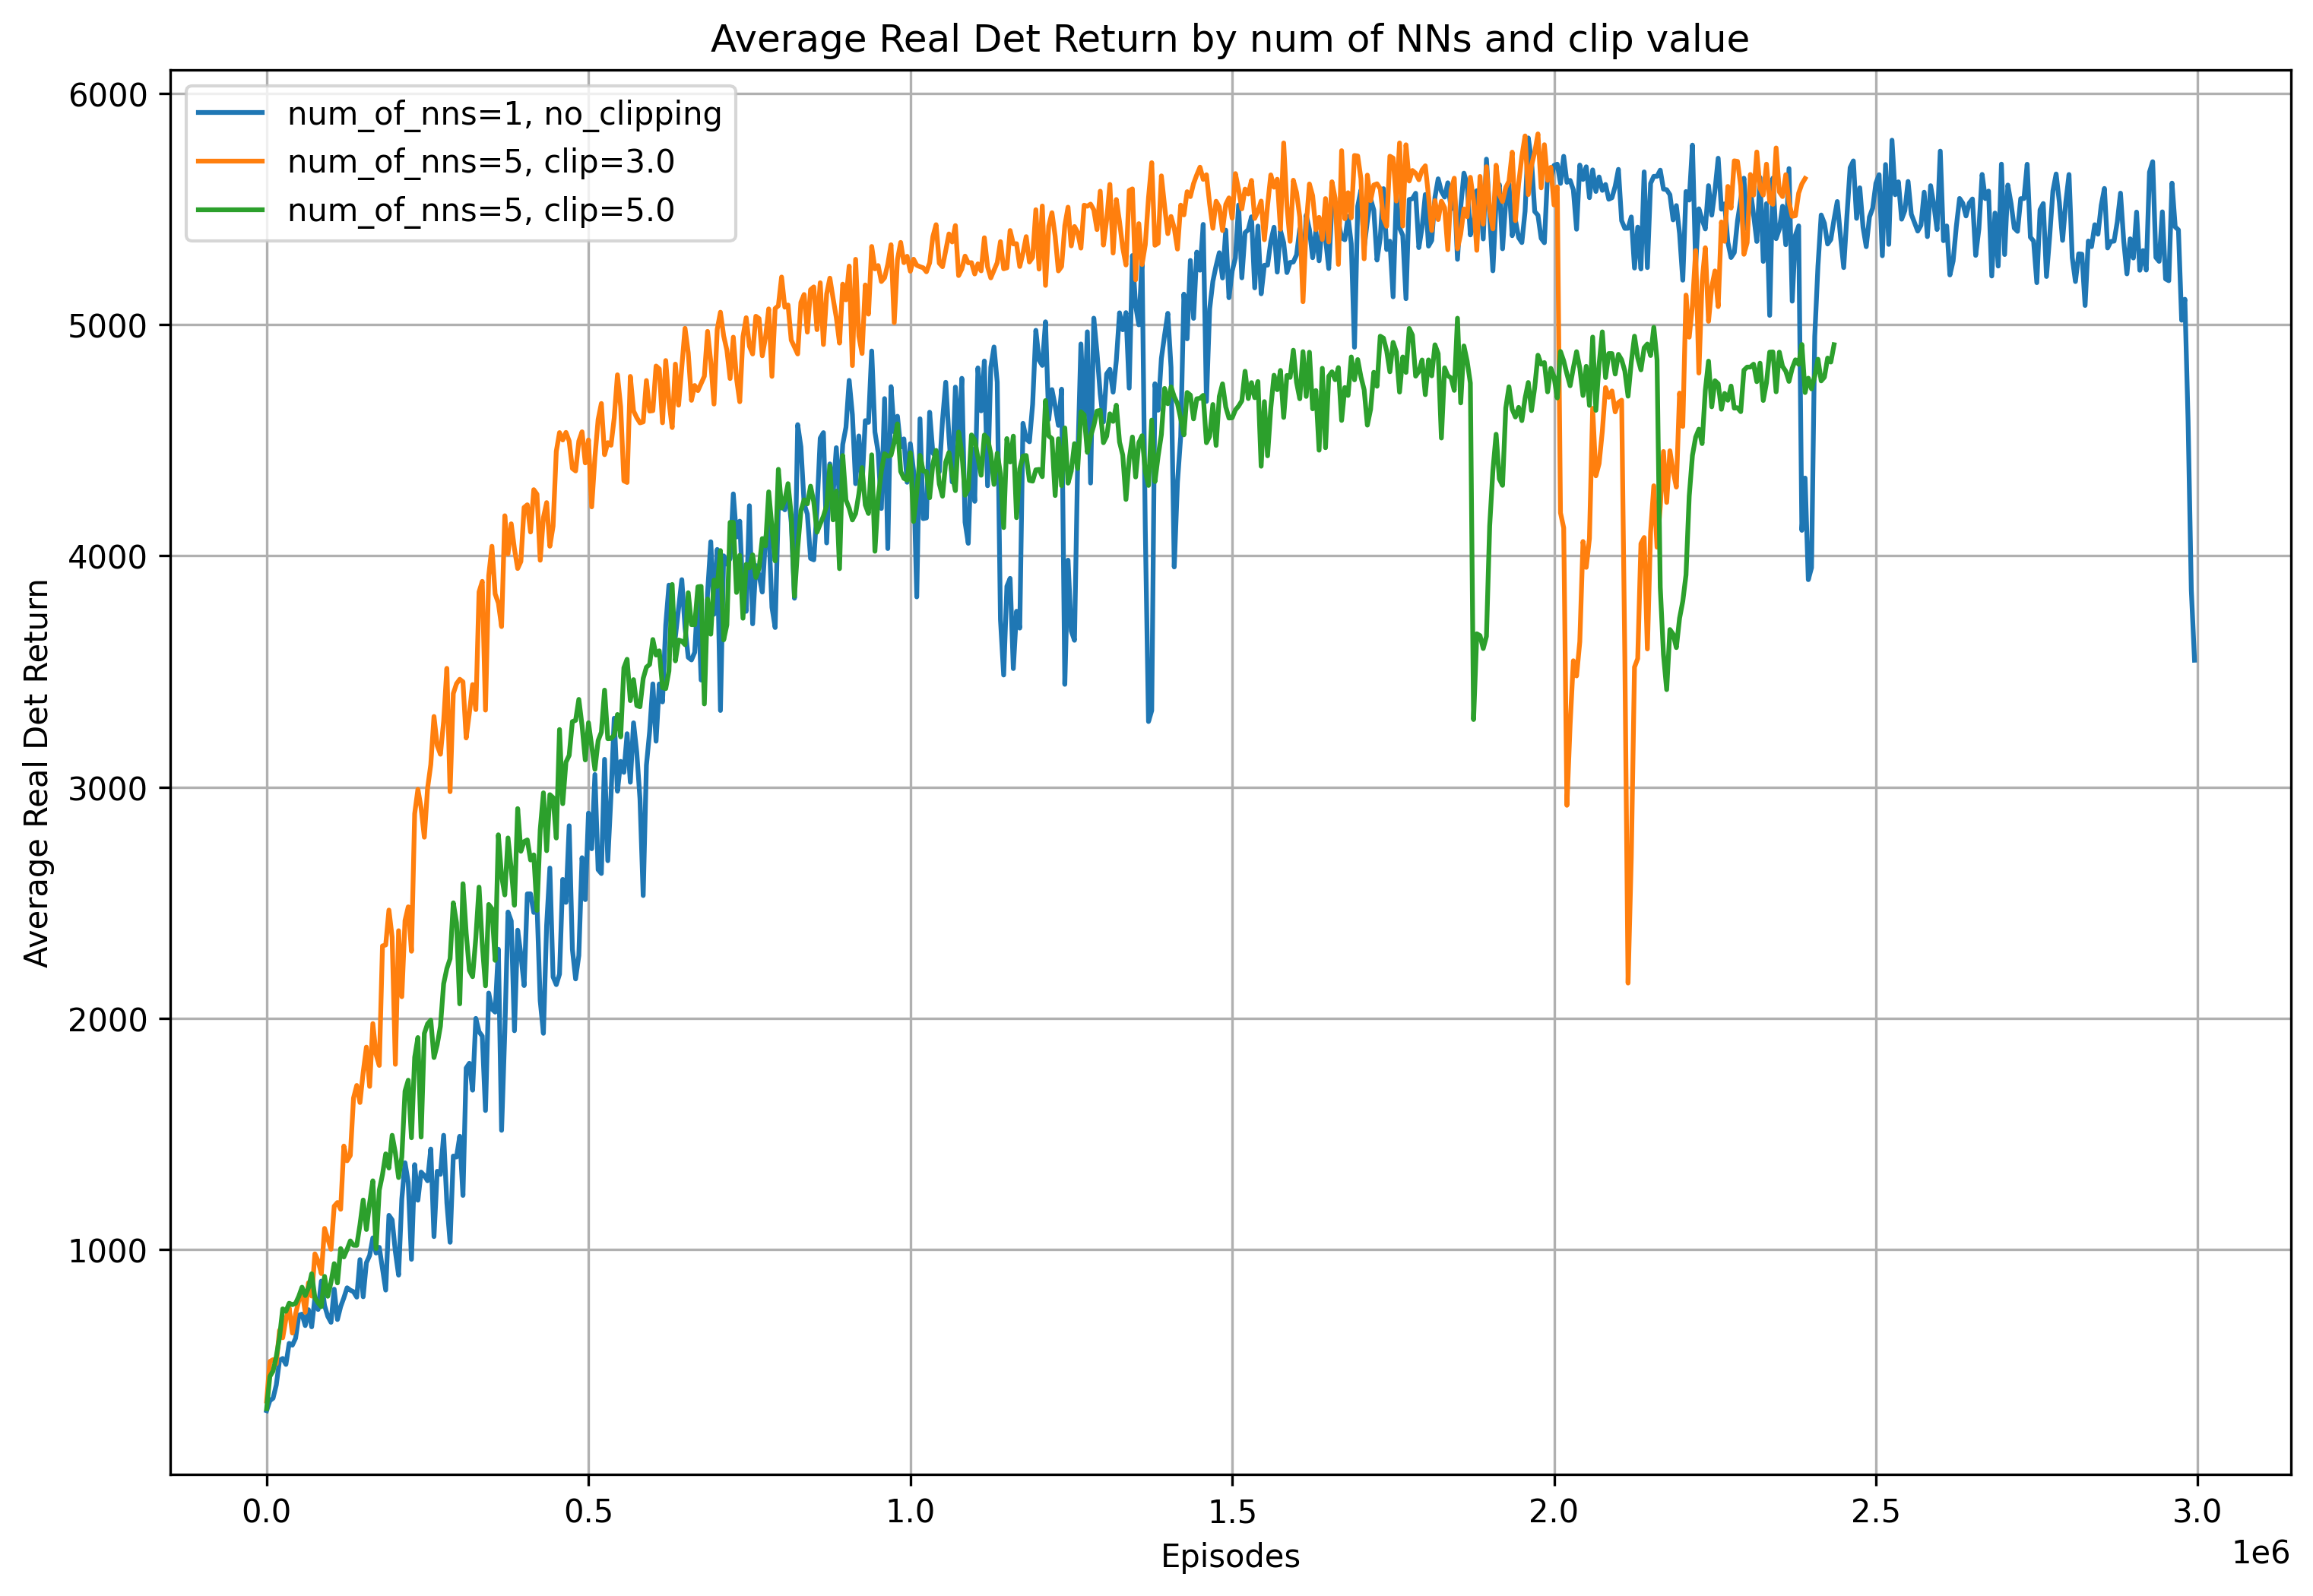 Average Real Det Return by num of NNs and clip value
num_of_nns=1, no_clipping
num_of_nns=5, clip=3.0
num_of_nns=5, clip=5.0
6000
5000
4000
3000
2000
1000
Average Real Det Return
0.0 0.5 1.0 1.5 2.0 2.5 3.0
Episodes
1e6